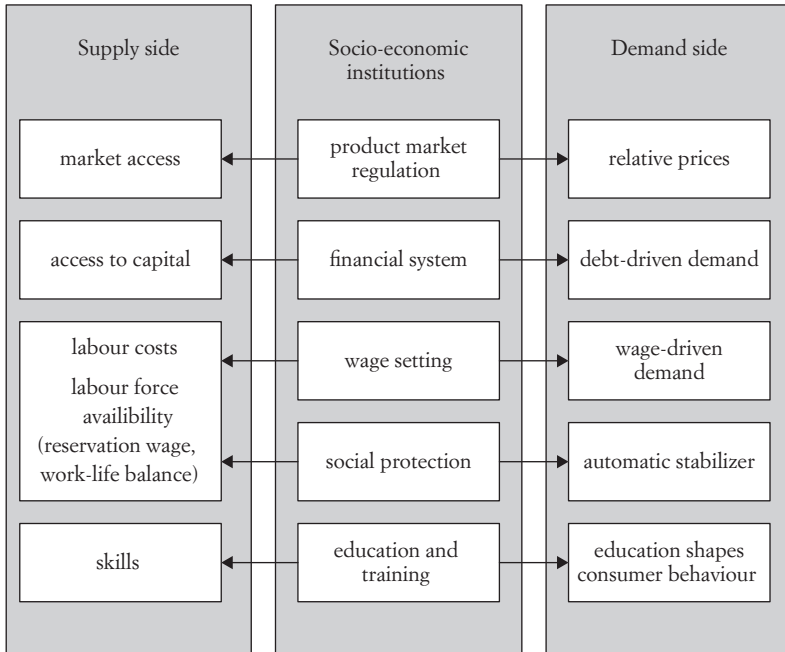 Supply side
market access
access to capital
labour costs
labour force
availibility
(reservation wage,
work-life balance)
skills
Socio-economic
institutions
product market
regulation
financial system
wage setting
social protection
education and
training
Demand side
relative prices
debt-driven demand
wage-driven
demand
automatic stabilizer
education shapes
consumer behaviour